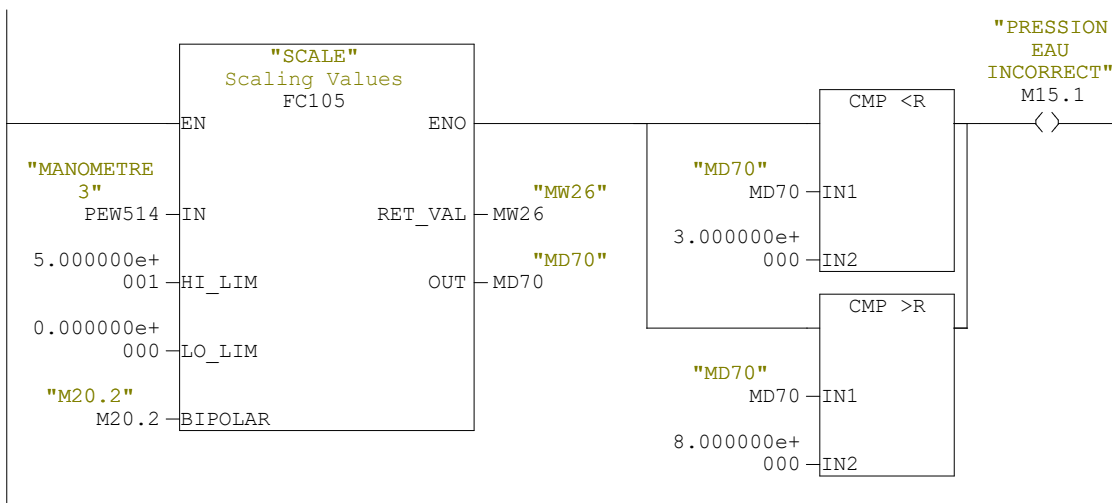 "SCALE"
Scaling Values
FC105
EN
ENO
"MANOMETRE
3"
PEW514
IN
5.000000e+
001
HI_LIM
0.000000e+
000
LO_LIM
"M20.2"
M20.2
BIPOLAR
"MW26"
RET_VAL
MW26
"MD70"
OUT
MD70
CMP <R
"MD70"
MD70
IN1
3.000000e+
000
IN2
CMP >R
"MD70"
MD70
IN1
8.000000e+
000
IN2
"PRESSION
EAU
INCORRECT"
M15.1